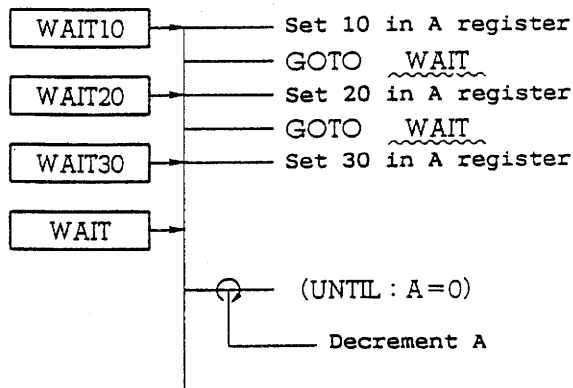 WAIT10 Set 10 in A register
GOTO WAIT
WAIT20 Set 20 in A register
GOTO WAIT
WAIT30 Set 30 in A register
WAIT
(UNTIL : A=0)
Decrement A